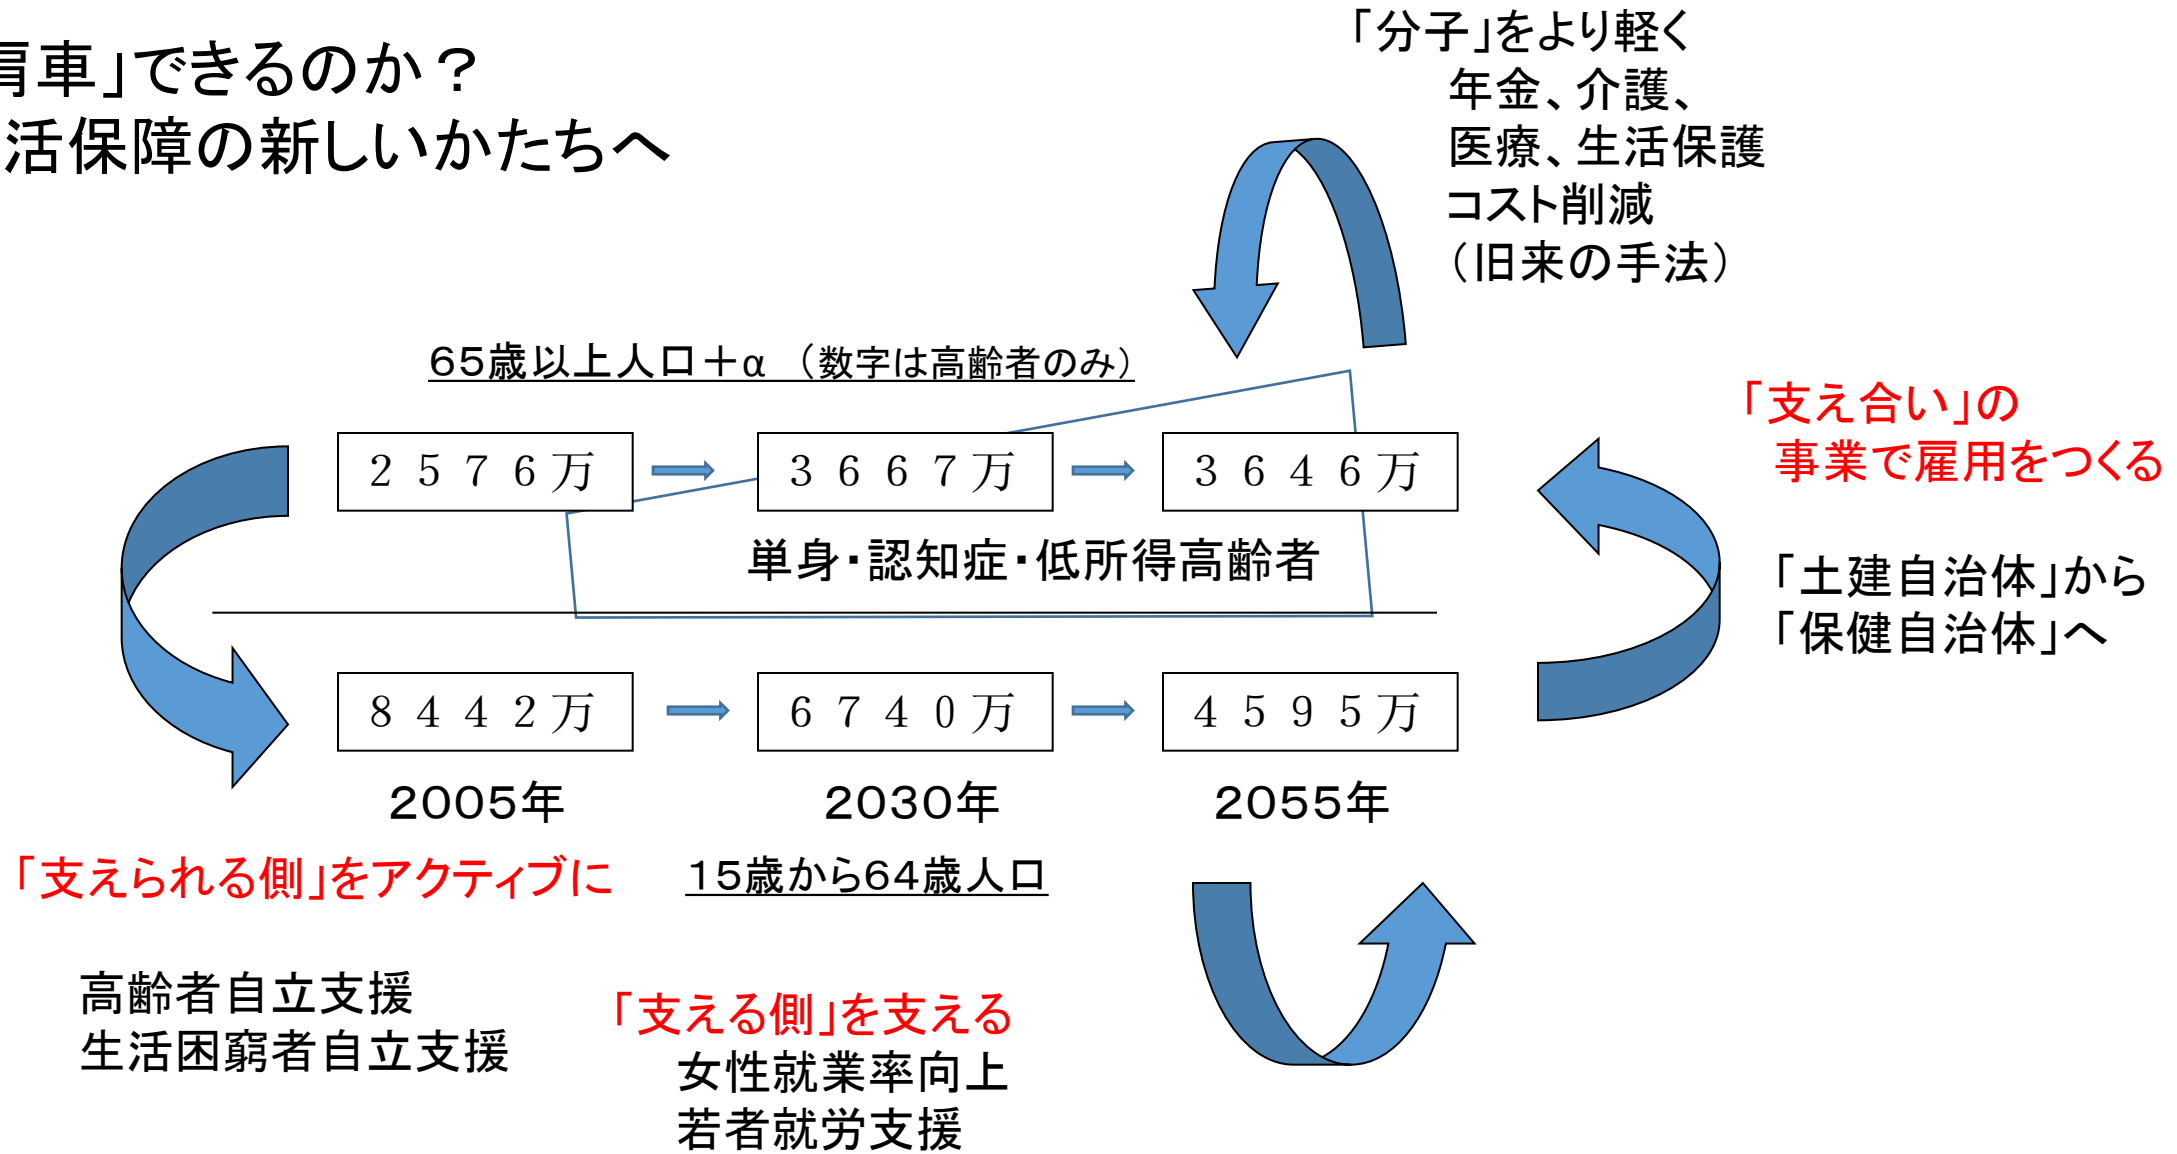 車」できるのか？
活保障の新しいかたちへ
「分子」をより軽く
年金、介護、
医療、生活保護
コスト削減
（旧来の手法）
６５歳以上人口＋α （数字は高齢者のみ）
２５７６万
３６６７万
３６４６万
単身・認知症・低所得高齢者
８４４２万
６７４０万
４５９５万
２００５年
２０３０年
２０５５年
１５歳から６４歳人口
「支え合い」の
事業で雇用をつくる
「土建自治体」から
「保健自治体」へ
「支えられる側」をアクティブに
高齢者自立支援
生活困窮者自立支援
「支える側」を支える
女性就業率向上
若者就労支援